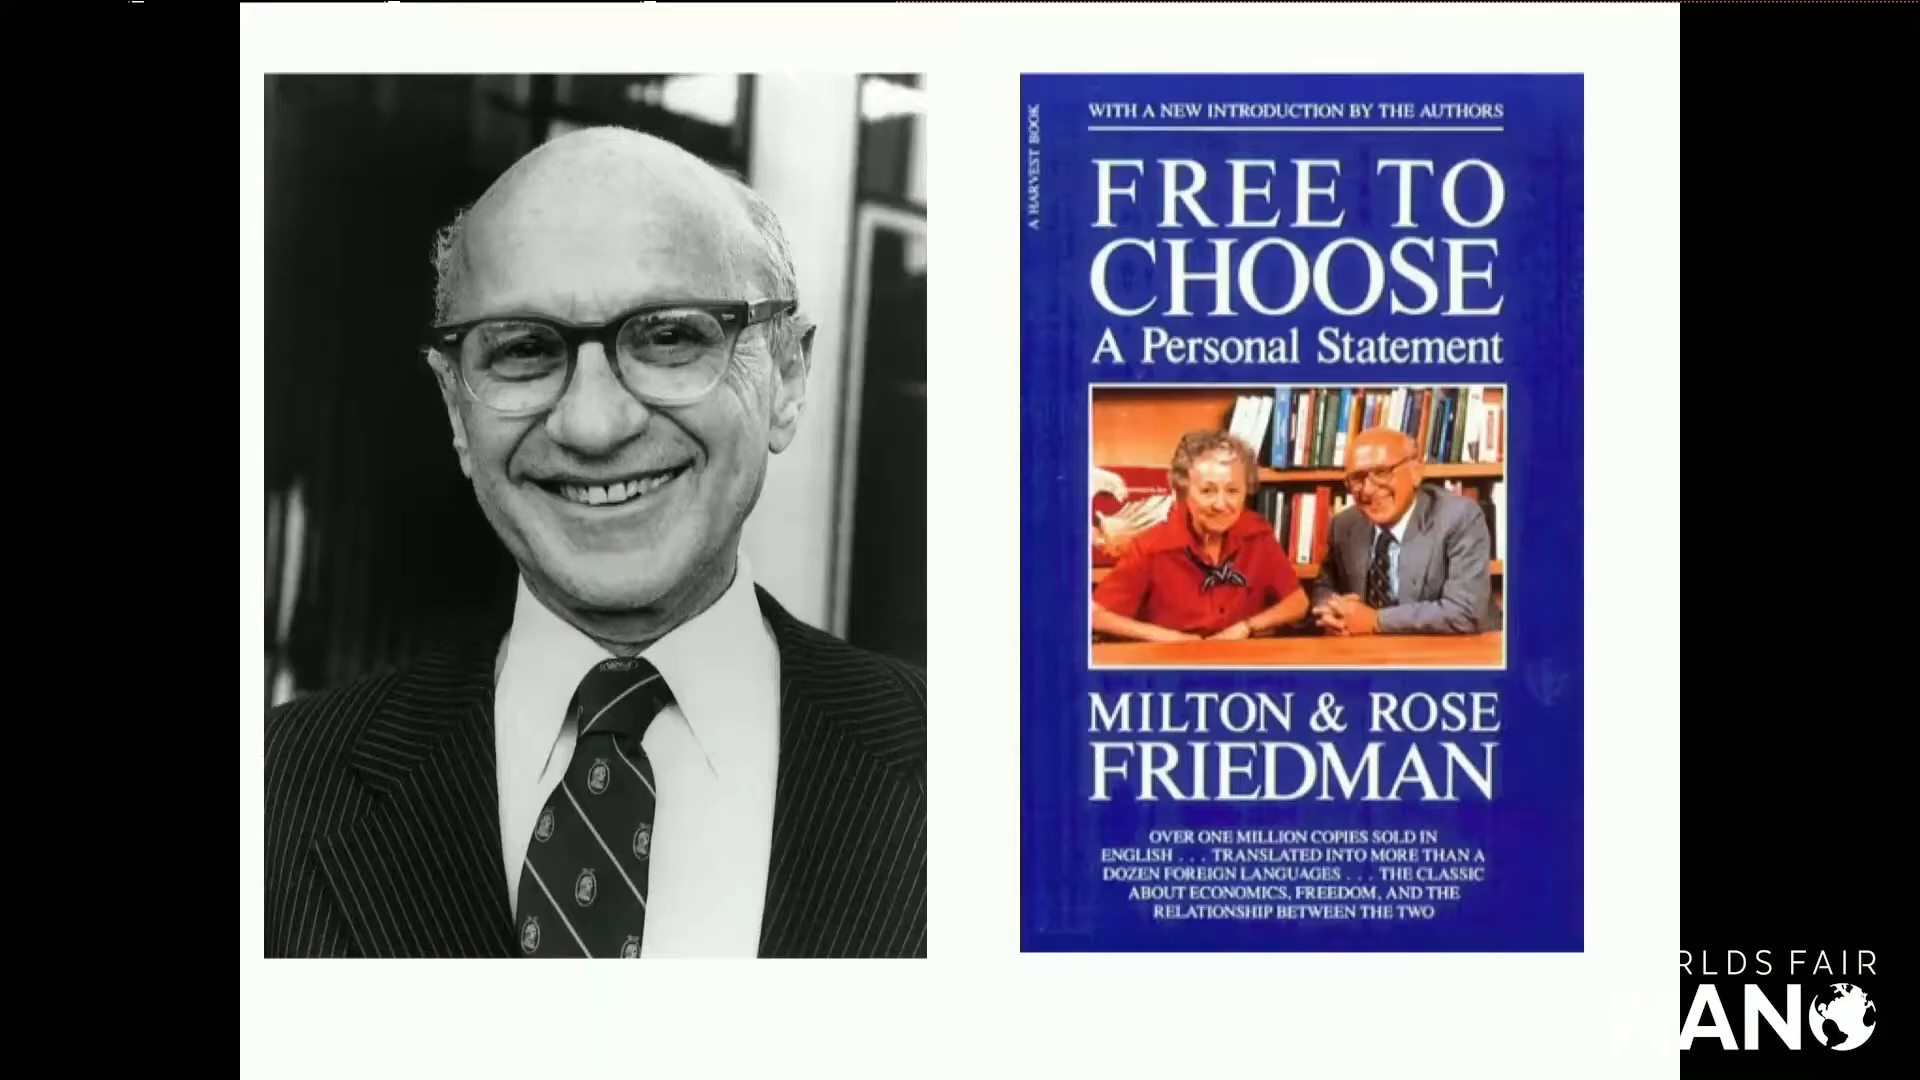 WITH A NEW INTRODUCTION BY THE AUTHORS
A HARVEST BOOK
FREE TO
CHOOSE
A Personal Statement
MILTON & ROSE
FRIEDMAN
OVER ONE MILLION COPIES SOLD IN
ENGLISH . . . TRANSLATED INTO MORE THAN A
DOZEN FOREIGN LANGUAGES . . . THE CLASSIC
ABOUT ECONOMICS, FREEDOM, AND THE
RELATIONSHIP BETWEEN THE TWO
RLDS FAIR
NANO